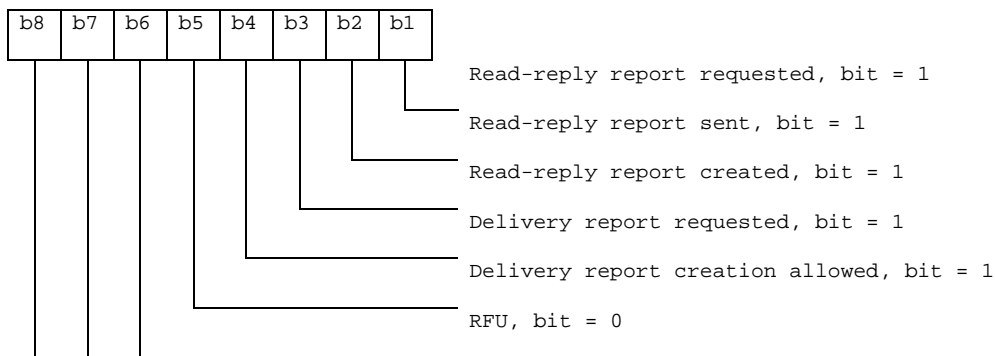 b8 b7 b6 b5 b4 b3 b2 b1
Read-reply report requested, bit = 1
Read-reply report sent, bit = 1
Read-reply report created, bit = 1
Delivery report requested, bit = 1
Delivery report creation allowed, bit = 1
RFU, bit = 0